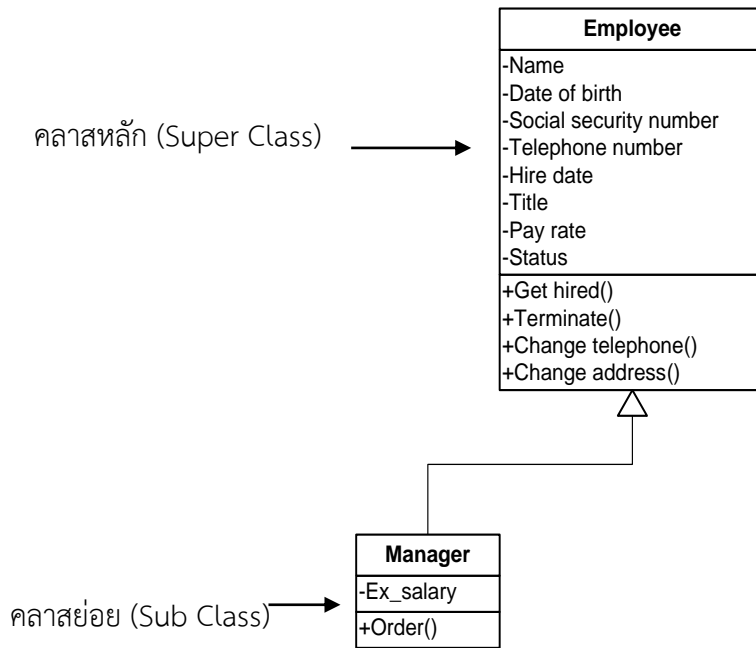 Employee
-Name
-Date of birth
-Social security number
-Telephone number
-Hire date
-Title
-Pay rate
-Status
+Get hired()
+Terminate()
+Change telephone()
+Change address()
คลาสหลัก (Super Class)
Manager
-Ex_salary
+Order()
คลาสย่อย (Sub Class)